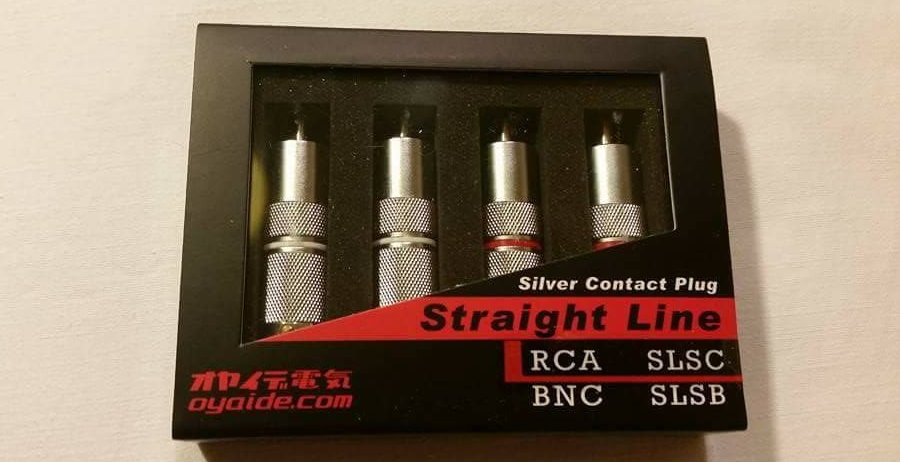 Silver Contact Plug
Straight Line
RCA SLSC
BNC SLSB
オヤイデ電気
oyaide.com